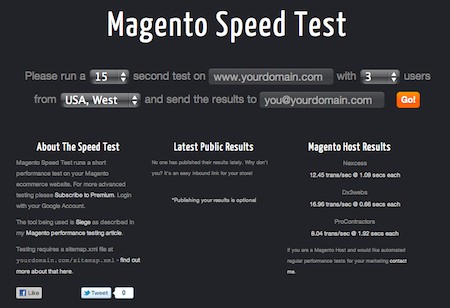 Magento Speed Test
Please run a 15 second test on www.yourdomain.com with 3 users
from USA, West and send the results to you@yourdomain.com Go!
About The Speed Test
Magento Speed Test runs a short
performance test on your Magento
ecommerce website. For more advanced
testing please Subscribe to Premium. Login
with your Google Account.
The tool being used is Siege as described in
my Magento performance testing article.
Testing requires a sitemap.xml file at
yourdomain.com/sitemap.xml - find out
more about that here.
Like
Tweet 0
Latest Public Results
No one has published their results lately. Why don't
you? It's an easy inbound link for your store!
*Publishing your results is optional
Magento Host Results
Nexcess
12.45 trans/sec @ 1.09 secs each
Dx3webs
16.96 trans/sec @ 0.66 secs each
ProContractors
8.04 trans/sec @ 1.92 secs each
If you are a Magento Host and would like automated
regular performance tests for your marketing contact
me.